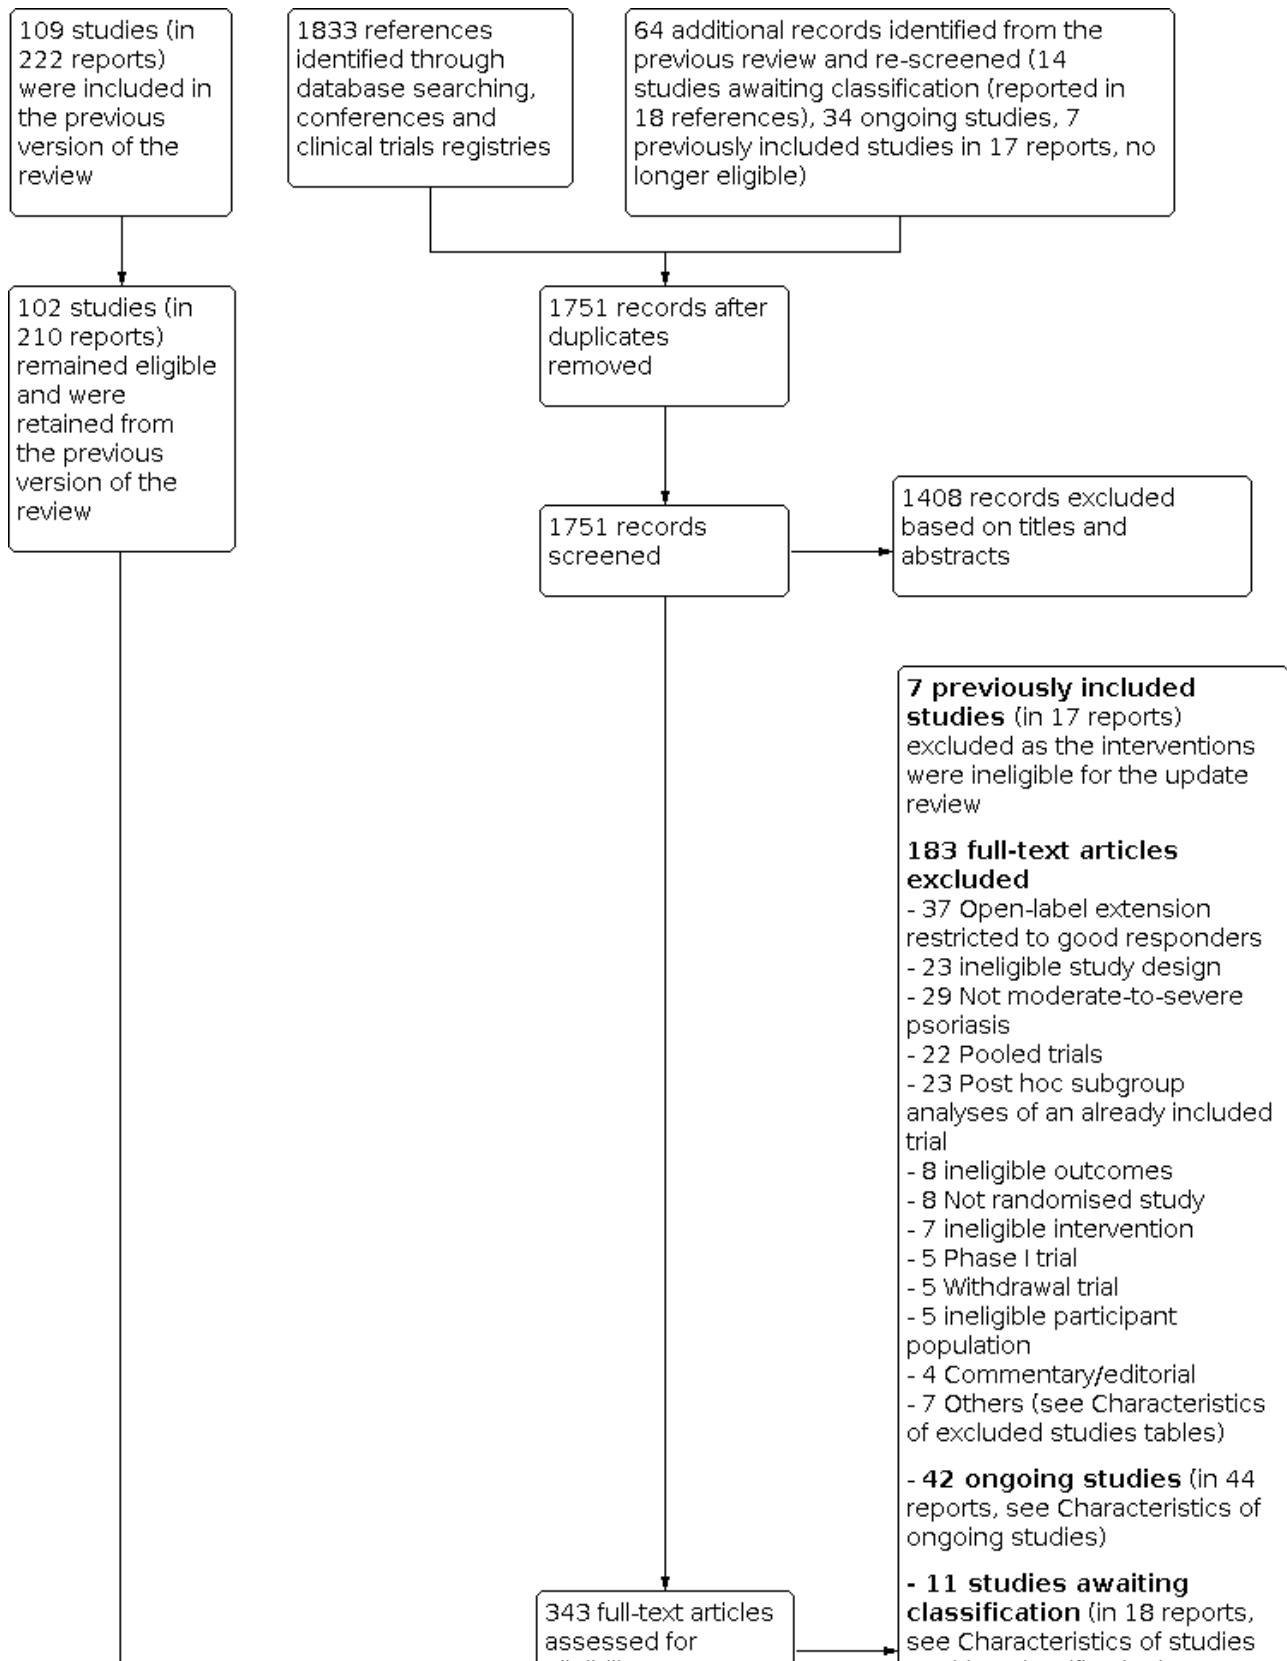 109 studies (in
222 reports)
were included in
the previous
version of the
review
1833 references
identified through
database searching,
conferences and
clinical trials registries
64 additional records identified from the
previous review and re-screened (14
studies awaiting classification (reported in
18 references), 34 ongoing studies, 7
previously included studies in 17 reports, no
longer eligible)
102 studies (in
210 reports)
remained eligible
and were
retained from
the previous
version of the
review
1751 records after
duplicates
removed
1751 records
screened
1408 records excluded
based on titles and
abstracts
7 previously included
studies (in 17 reports)
excluded as the interventions
were ineligible for the update
review
183 full-text articles
excluded
- 37 Open-label extension
restricted to good responders
- 23 ineligible study design
- 29 Not moderate-to-severe
psoriasis
- 22 Pooled trials
- 23 Post hoc subgroup
analyses of an already included
trial
- 8 ineligible outcomes
- 8 Not randomised study
- 7 ineligible intervention
- 5 Phase I trial
- 5 Withdrawal trial
- 5 ineligible participant
population
- 4 Commentary/editorial
- 7 Others (see Characteristics
of excluded studies tables)
- 42 ongoing studies (in 44
reports, see Characteristics of
ongoing studies)
- 11 studies awaiting
classification (in 18 reports,
see Characteristics of studies
343 full-text articles
assessed for